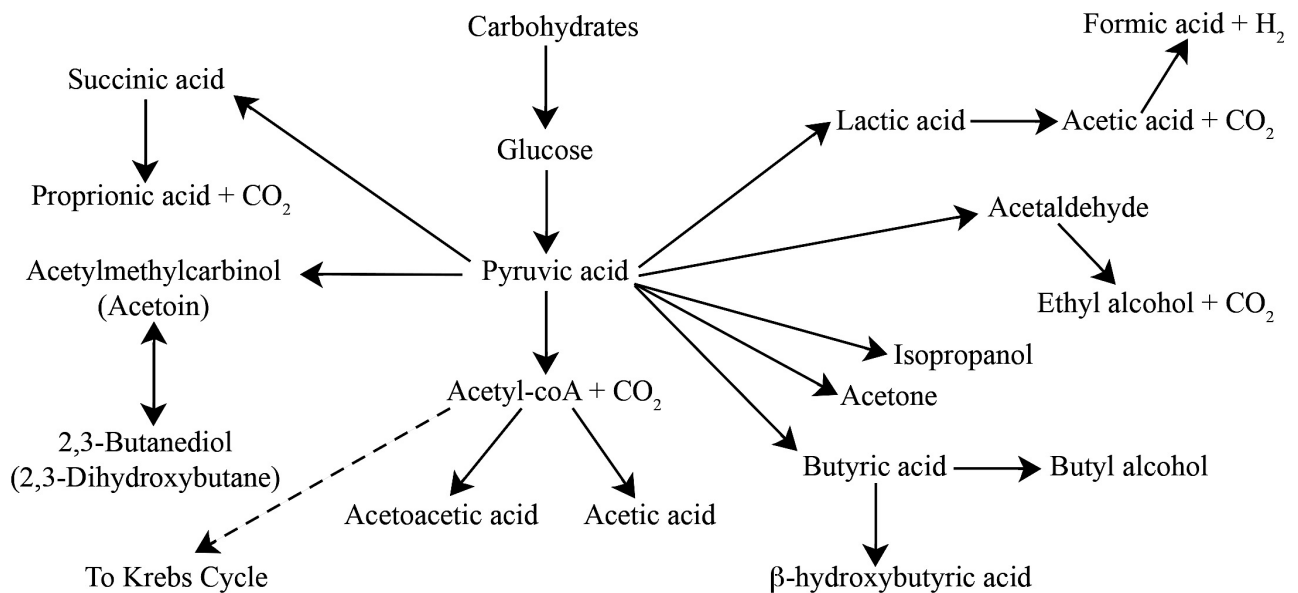 Carbohydrates
Formic acid + H₂
Succinic acid
Lactic acid
Acetic acid + CO₂
Glucose
Proprionic acid + CO₂
Acetaldehyde
Acetylmethylcarbinol
(Acetoin)
Pyruvic acid
Ethyl alcohol + CO₂
Isopropanol
Acetyl-coA + CO₂
Acetone
2,3-Butanediol
(2,3-Dihydroxybutane)
Butyric acid
Butyl alcohol
Acetoacetic acid
Acetic acid
To Krebs Cycle
β-hydroxybutyric acid